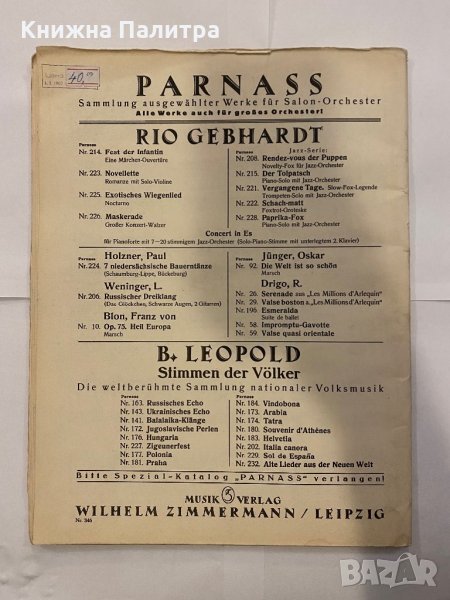 Книжна Палитра
40,-
PARNASS
Sammlung ausgewählter Werke für Salon-Orchester
Alle Werke auch für großes Orchester!
RIO GEBHARDT
Parnass
Nr. 214. Fest der Infantin
Eine Märchen-Ouvertüre
Nr. 223. Novellette
Romanze mit Solo-Violine
Nr. 225. Exotisches Wiegenlied
Nocturno
Nr. 226. Maskerade
Großer Konzert-Walzer
Parnass Jazz-Serie:
Nr. 208. Rendez-vous der Puppen
Novelty-Fox für Jazz-Orchester
Nr. 215. Der Tolpatsch
Piano-Solo mit Jazz-Orchester
Nr. 221. Vergangene Tage, Slow-Fox-Legende
Trompeten-Solo mit Jazz-Orchester
Nr. 222. Schach-matt
Foxtrot-Groteske
Nr. 228. Paprika-Fox
Piano-Solo mit Jazz-Orchester
Concert in Es
für Pianoforte mit 7—20 stimmigem Jazz-Orchester (Solo-Piano-Stimme mit unterlegtem 2. Klavier)
Parnass Holzner, Paul
Nr. 224. 7 niedersächsische Bauerntänze
(Schaumburg-Lippe, Bückeburg)
Weninger, L.
Nr. 206. Russischer Dreiklang
(Das Glöckchen, Schwarze Augen, 2 Gitarren)
Blon, Franz von
Nr. 10. Op. 75. Heil Europa
Marsch
Parnass Jünger, Oskar
Nr. 92. Die Welt ist so schön
Marsch
Drigo, R.
Nr. 26. Serenade aus „Les Millions d'Arlequin"
Nr. 29. Valse boston a. „Les Millions d'Arlequin"
Nr. 196. Esmeralda
Suite de ballet
Nr. 58. Impromptu-Gavotte
Nr. 59. Valse quasi orientale
B. LEOPOLD
Stimmen der Völker
Die weltberühmte Sammlung nationaler Volksmusik
Parnass
Nr. 163. Russisches Echo
Nr. 143. Ukrainisches Echo
Nr. 141. Balalaika-Klänge
Nr. 172. Jugoslavische Perlen
Nr. 176. Hungaria
Nr. 227. Zigeunerfest
Nr. 177. Polonia
Nr. 181. Praha
Parnass
Nr. 184. Vindobona
Nr. 173. Arabia
Nr. 174. Tatra
Nr. 180. Souvenir d'Athènes
Nr. 183. Helvetia
Nr. 202. Italia canora
Nr. 229. Sol de España
Nr. 232. Alte Lieder aus der Neuen Welt
Bitte Spezial-Katalog „PARNASS" verlangen!
MUSIK VERLAG
WILHELM ZIMMERMANN / LEIPZIG
Nr. 346
BAZAR